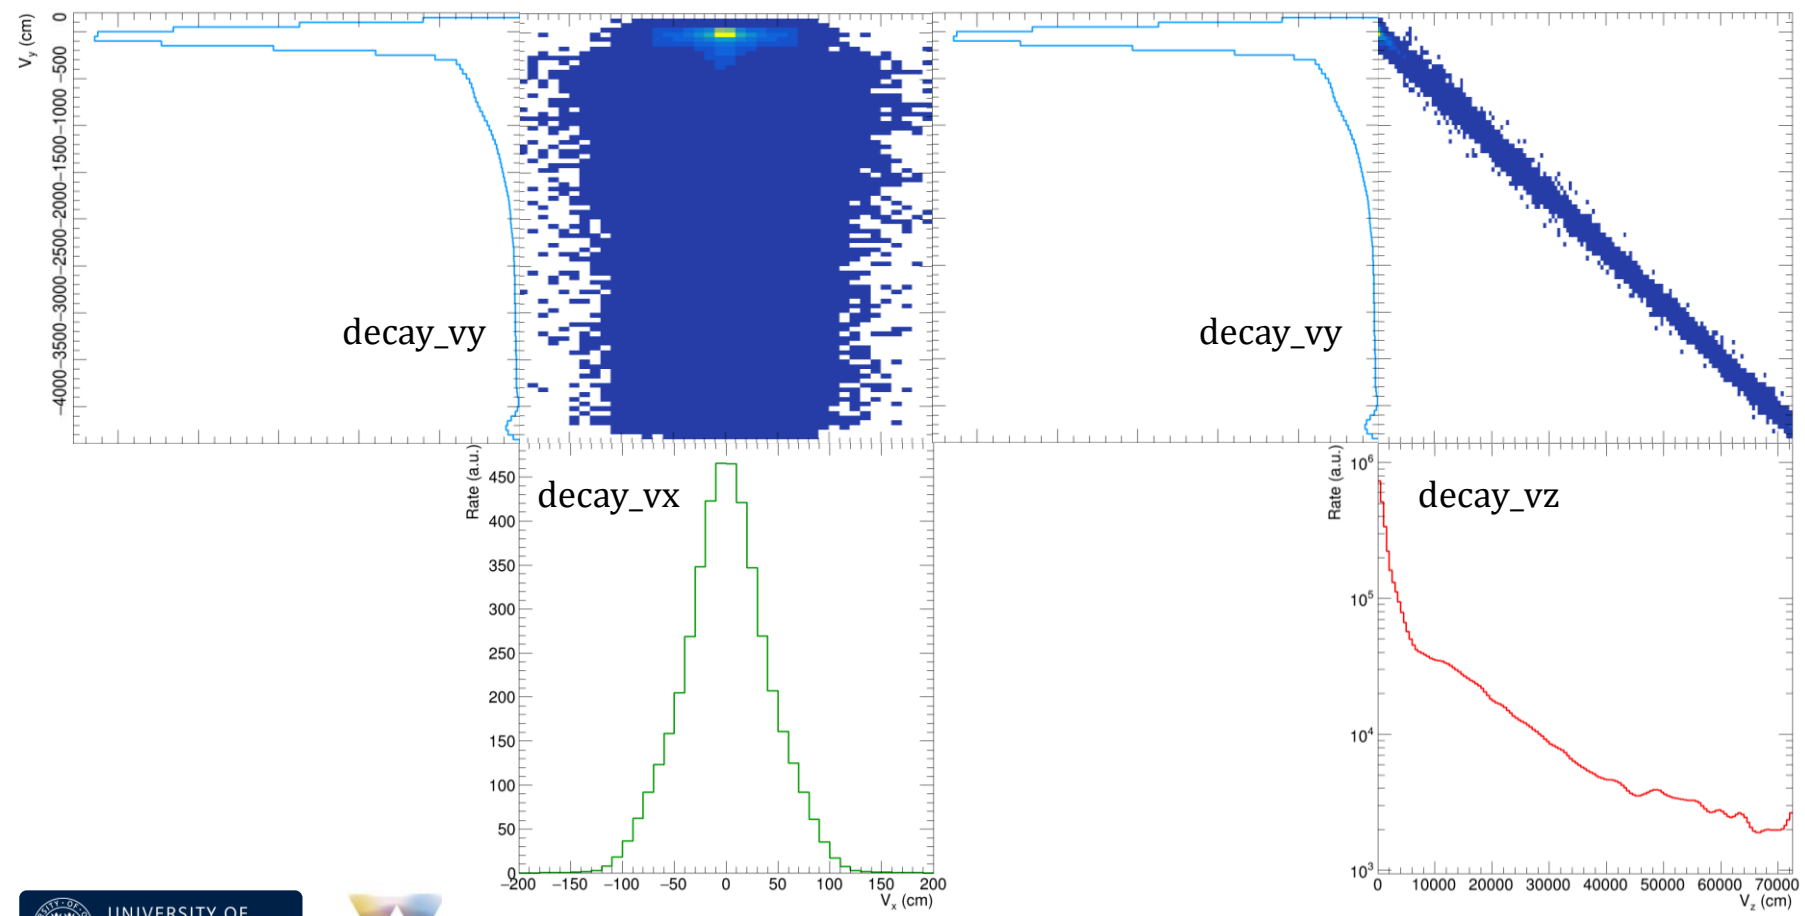 V_y (cm)
0
−500
−1000
−1500
−2000
−2500
−3000
−3500
−4000
decay_vy
decay_vy
Rate (a.u.)
450
400
350
300
250
200
150
100
50
0
decay_vx
−200 −150 −100 −50 0 50 100 150 200
V_x (cm)
Rate (a.u.)
10^6
10^5
10^4
10^3
decay_vz
0 10000 20000 30000 40000 50000 60000 70000
V_z (cm)
UNIVERSITY OF